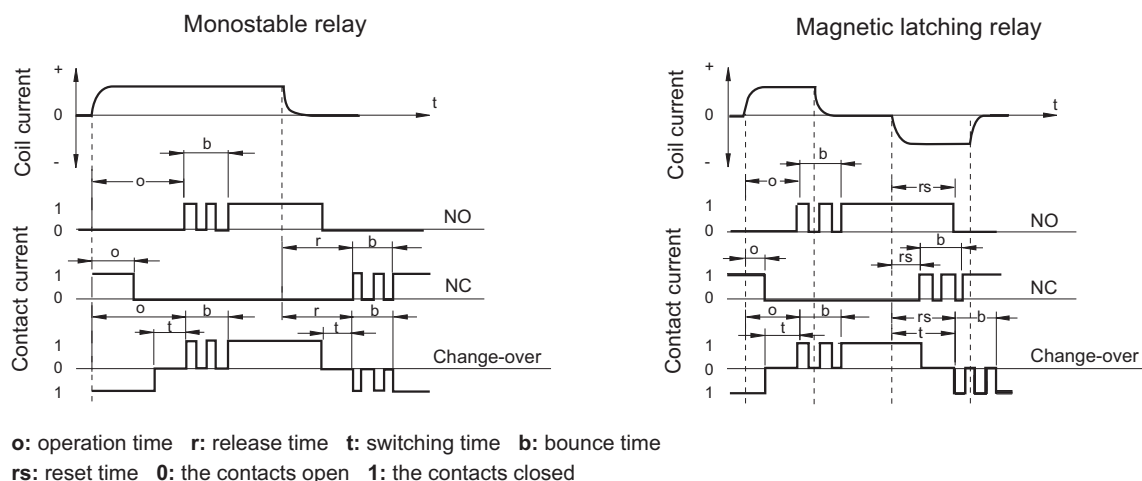 Monostable relay
Magnetic latching relay
Coil current
+
0
-
t
b
o
Contact current
1
0
NO
o
r
b
1
0
NC
o
b
r
b
t
t
1
0
Change-over
1
Coil current
+
0
-
t
b
o
rs
Contact current
1
0
NO
o
b
rs
1
0
NC
o
b
rs
b
t
t
1
0
Change-over
1
o: operation time r: release time t: switching time b: bounce time
rs: reset time 0: the contacts open 1: the contacts closed